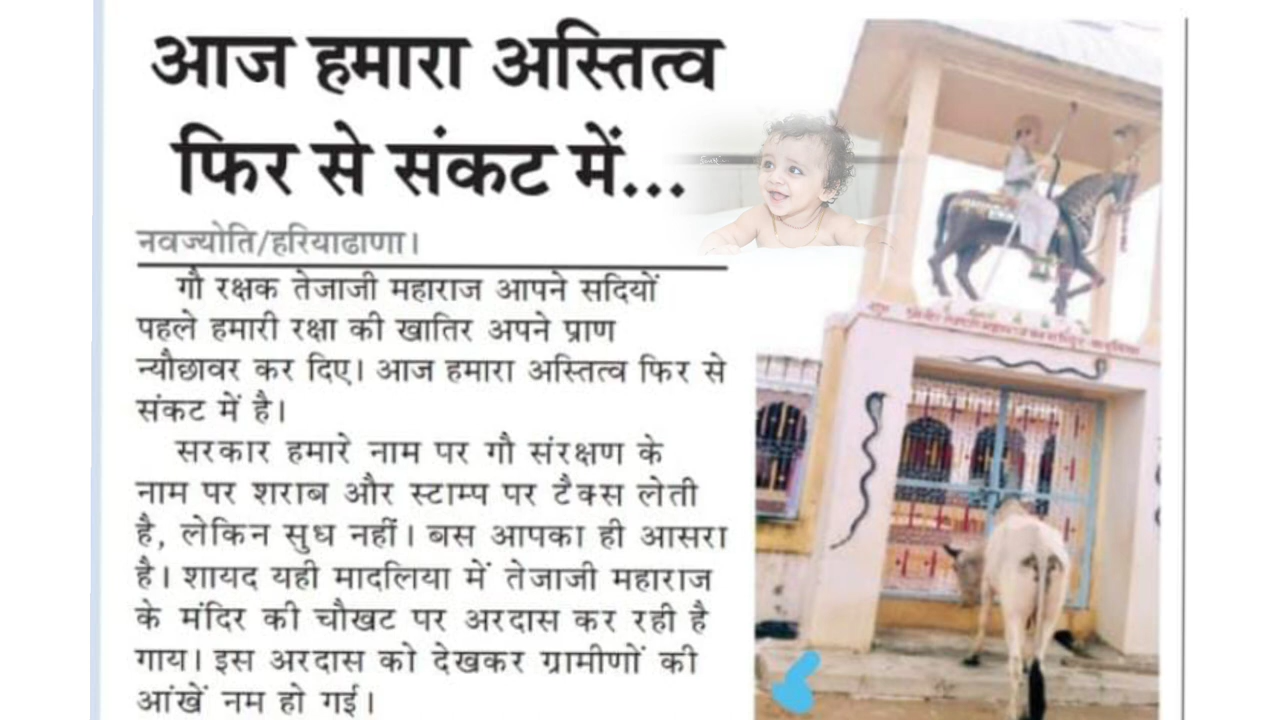 आज हमारा अस्तित्व
फिर से संकट में...
नवज्योति/हरियाढाणा।
गौ रक्षक तेजाजी महाराज आपने सदियों
पहले हमारी रक्षा की खातिर अपने प्राण
न्यौछावर कर दिए। आज हमारा अस्तित्व फिर से
संकट में है।
सरकार हमारे नाम पर गौ संरक्षण के
नाम पर शराब और स्टाम्प पर टैक्स लेती
है, लेकिन सुध नहीं। बस आपका ही आसरा
है। शायद यही मादलिया में तेजाजी महाराज
के मंदिर की चौखट पर अरदास कर रही है
गाय। इस अरदास को देखकर ग्रामीणों की
आंखें नम हो गई।